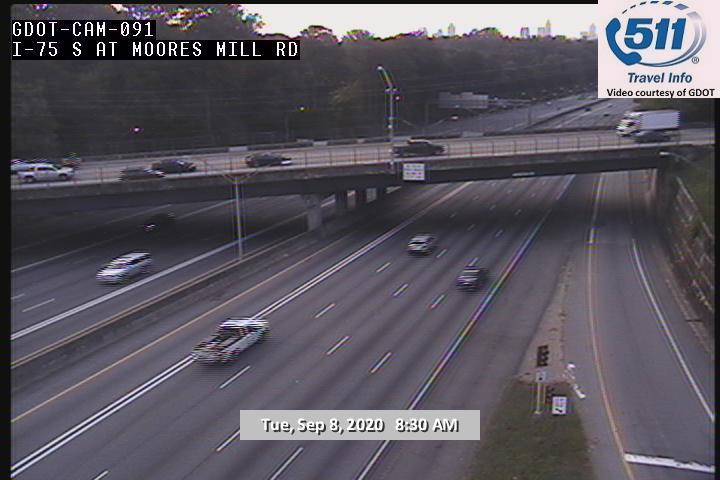 GDOT-CAM-091
I-75 S AT MOORES MILL RD
511
®
Travel Info
Video courtesy of GDOT
Tue, Sep 8, 2020 8:30 AM